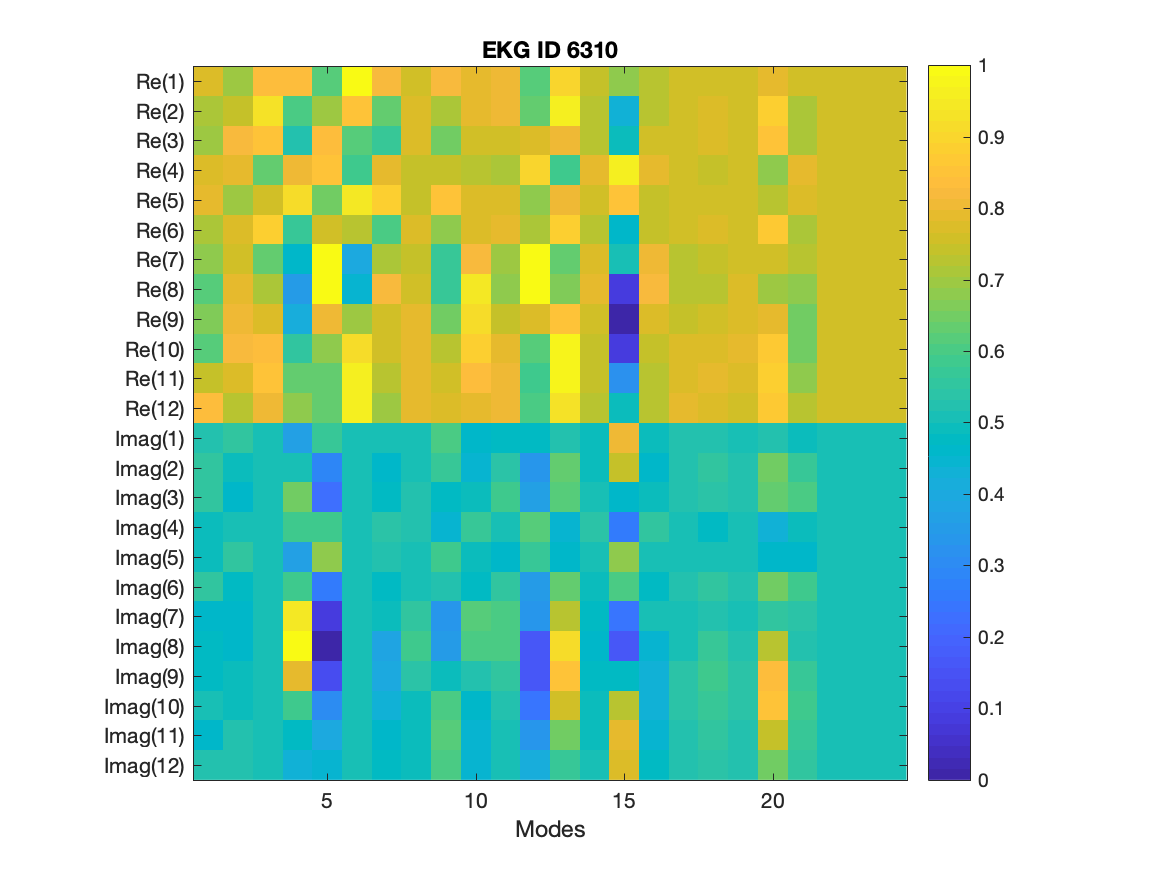 EKG ID 6310
Re(1)
Re(2)
Re(3)
Re(4)
Re(5)
Re(6)
Re(7)
Re(8)
Re(9)
Re(10)
Re(11)
Re(12)
Imag(1)
Imag(2)
Imag(3)
Imag(4)
Imag(5)
Imag(6)
Imag(7)
Imag(8)
Imag(9)
Imag(10)
Imag(11)
Imag(12)
5 10 15 20
Modes
1
0.9
0.8
0.7
0.6
0.5
0.4
0.3
0.2
0.1
0